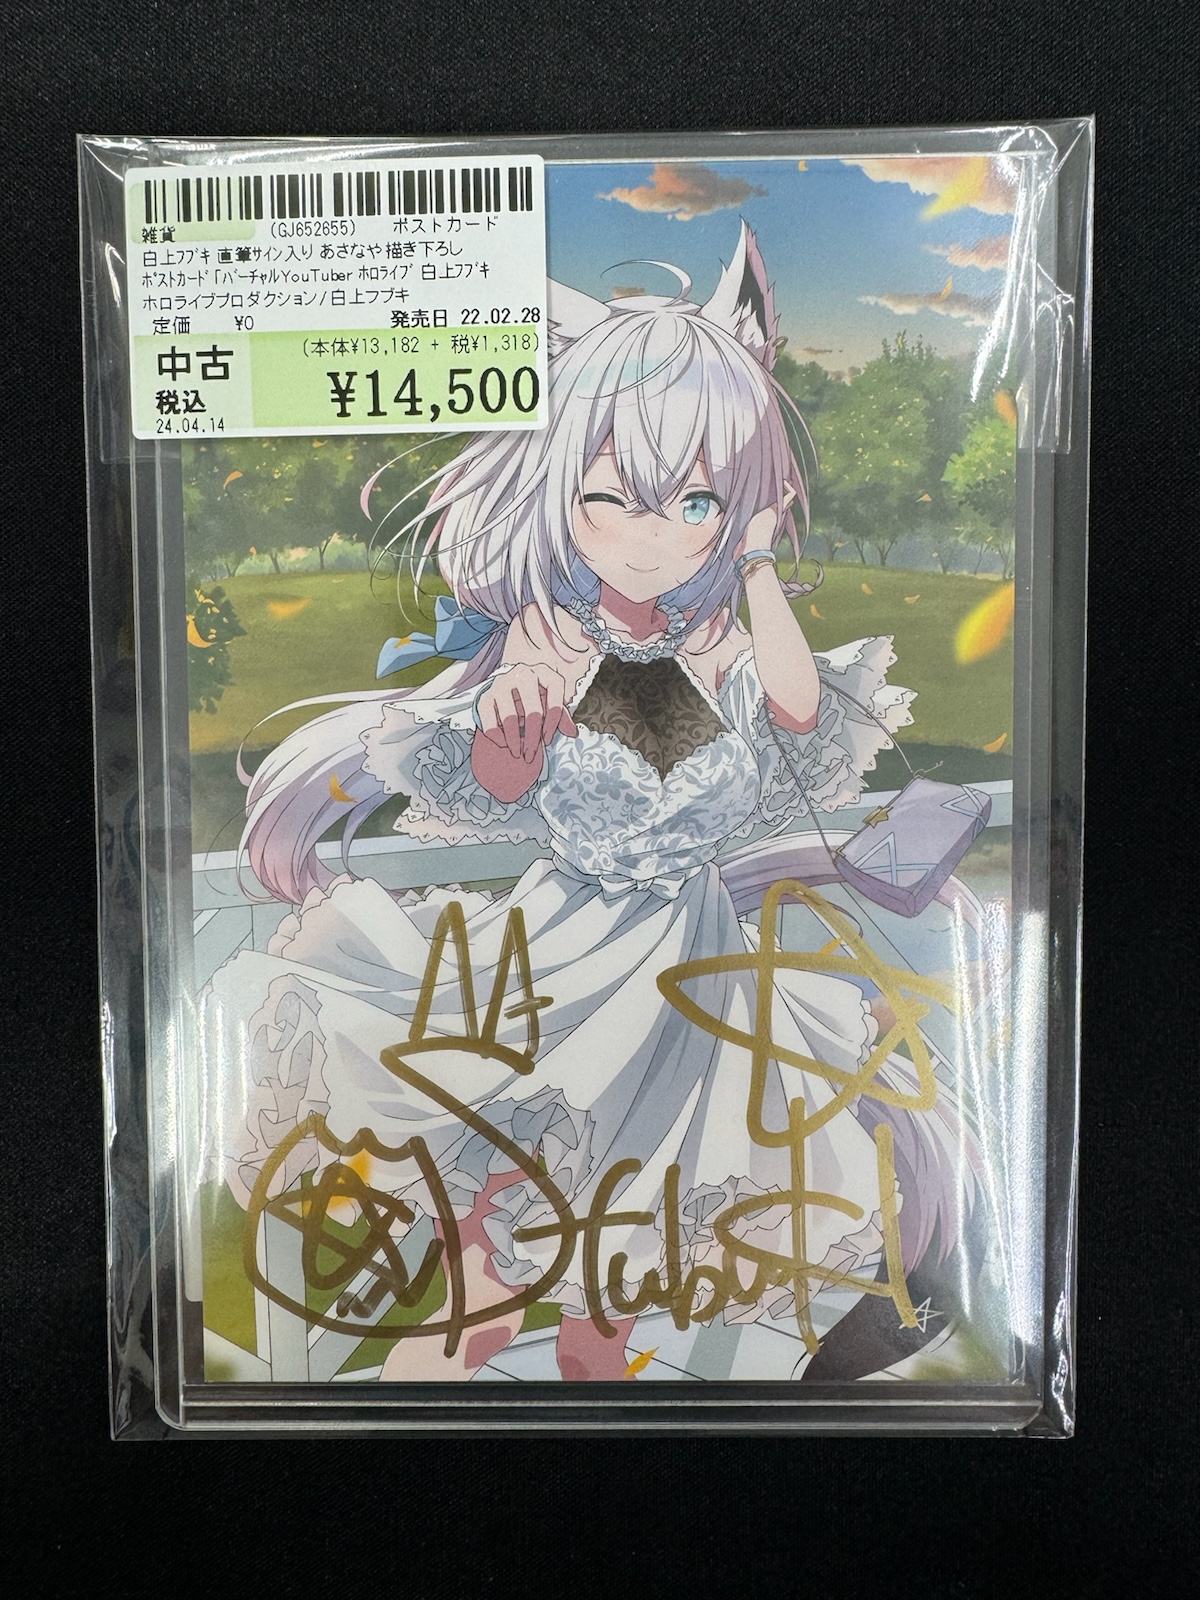 雑貨 (GJ652655) ポストカード
白上フブキ 直筆サイン入り あさなや 描き下ろし
ポストカード 「バーチャルYouTuber ホロライブ 白上フブキ
ホロライブプロダクション/白上フブキ
定価 ¥0 発売日 22.02.28
中古 (本体¥13,182 + 税¥1,318)
税込 ¥14,500
24.04.14
Fubuki